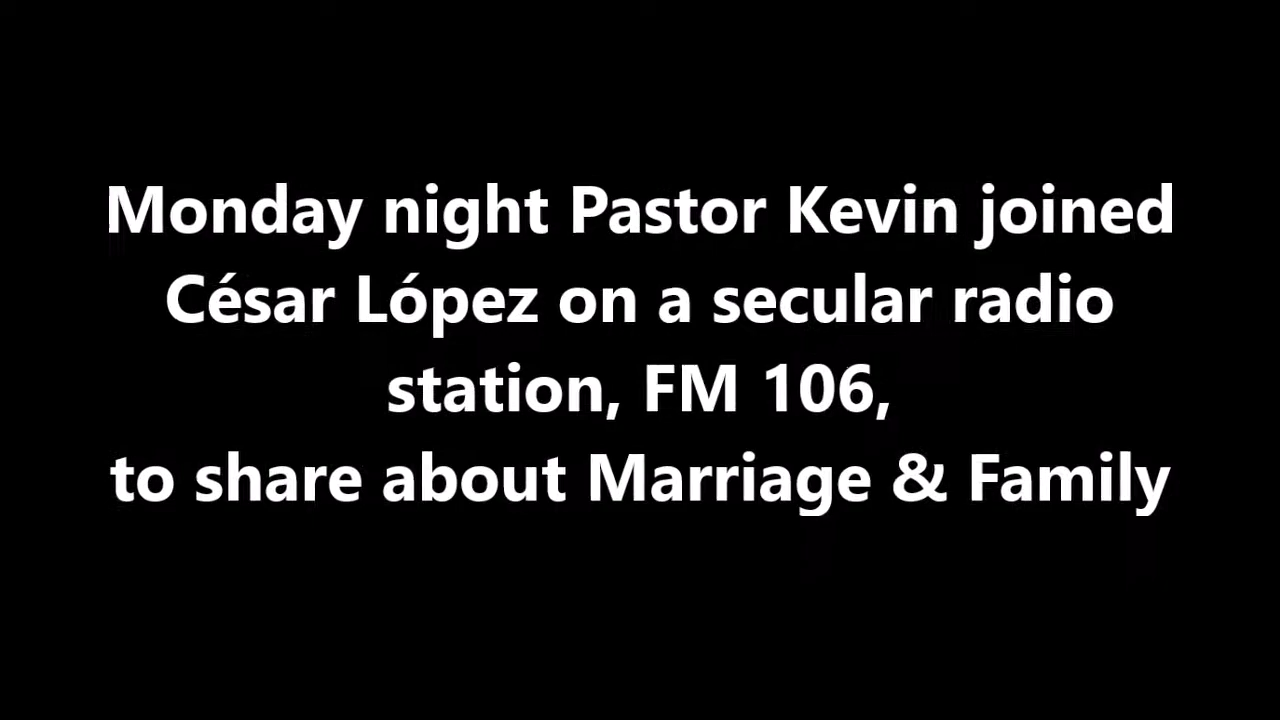 Monday night Pastor Kevin joined
César López on a secular radio
station, FM 106,
to share about Marriage & Family